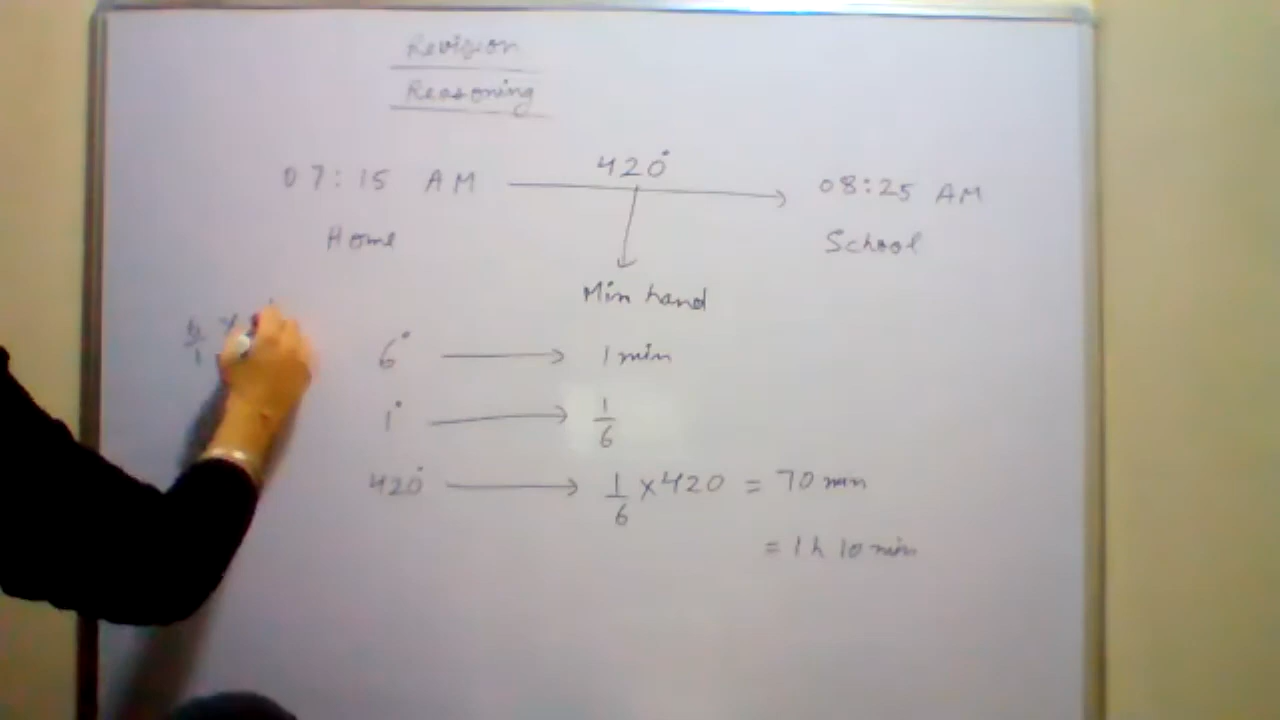 Revision
Reasoning
07:15 AM 420° 08:25 AM
Home School
Min hand
6° 1 min
1° 1/6
420° 1/6 × 420 = 70 min
= 1 h 10 min